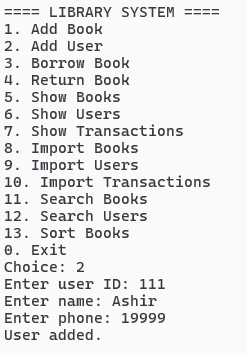 ==== LIBRARY SYSTEM ====
1. Add Book
2. Add User
3. Borrow Book
4. Return Book
5. Show Books
6. Show Users
7. Show Transactions
8. Import Books
9. Import Users
10. Import Transactions
11. Search Books
12. Search Users
13. Sort Books
0. Exit
Choice: 2
Enter user ID: 111
Enter name: Ashir
Enter phone: 19999
User added.